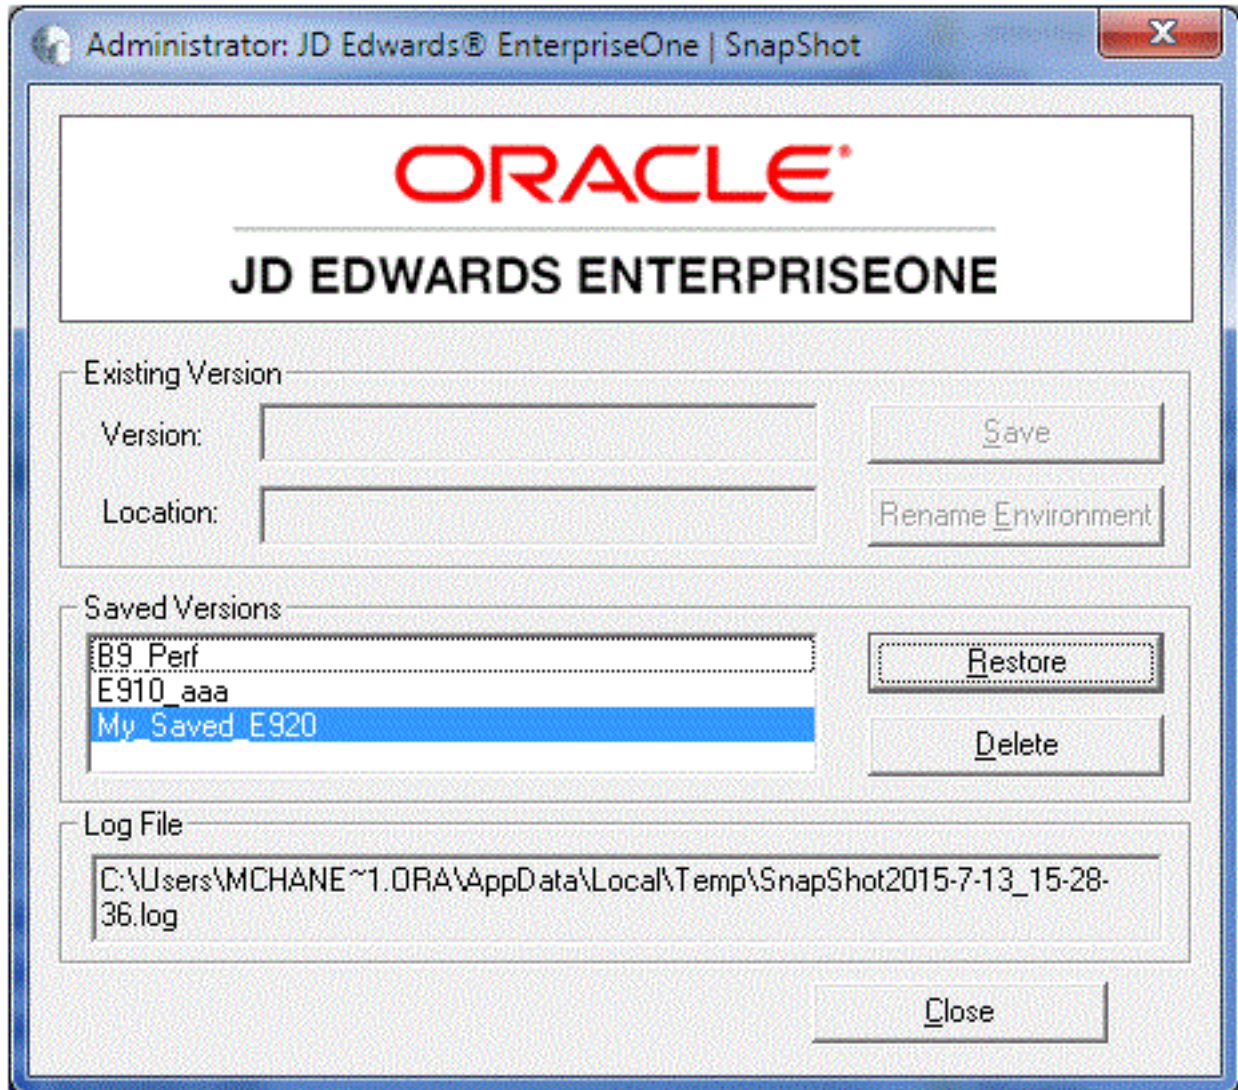 Administrator: JD Edwards® EnterpriseOne | SnapShot
X
ORACLE®
JD EDWARDS ENTERPRISEONE
Existing Version
Version:
Save
Location:
Rename Environment
Saved Versions
B9_Perf
E910_aaa
My_Saved_E920
Restore
Delete
Log File
C:\Users\MCHANE~1.ORA\AppData\Local\Temp\SnapShot2015-7-13_15-28-
36.log
Close